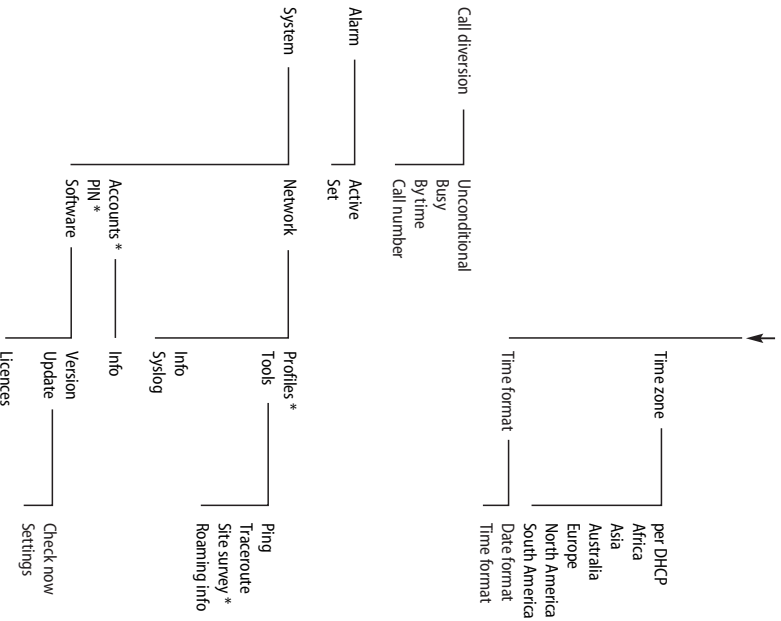 Time zone
per DHCP
Africa
Asia
Australia
Europe
North America
South America
Time format
Date format
Time format
Call diversion
Unconditional
Busy
By time
Call number
Alarm
Active
Set
System
Network
Profiles *
Tools
Ping
Traceroute
Site survey *
Roaming info
Info
Syslog
Accounts *
Info
PIN *
Software
Version
Update
Check now
Settings
Licences